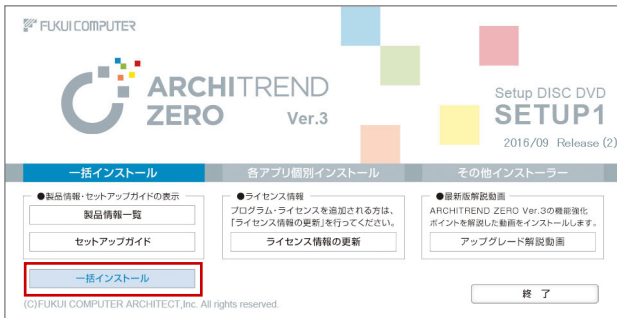 FUKUI COMPUTER
ARCHITREND
ZERO Ver.3
Setup DISC DVD
SETUP1
2016/09 Release (2)
一括インストール
各アプリ個別インストール
その他インストーラー
●製品情報・セットアップガイドの表示
製品情報一覧
セットアップガイド
●ライセンス情報
プログラム・ライセンスを追加される方は、
「ライセンス情報の更新」を行ってください。
ライセンス情報の更新
●最新版解説動画
ARCHITREND ZERO Ver.3の機能強化
ポイントを解説した動画をインストールします。
アップグレード解説動画
一括インストール
終 了
(C)FUKUI COMPUTER ARCHITECT,Inc. All rights reserved.